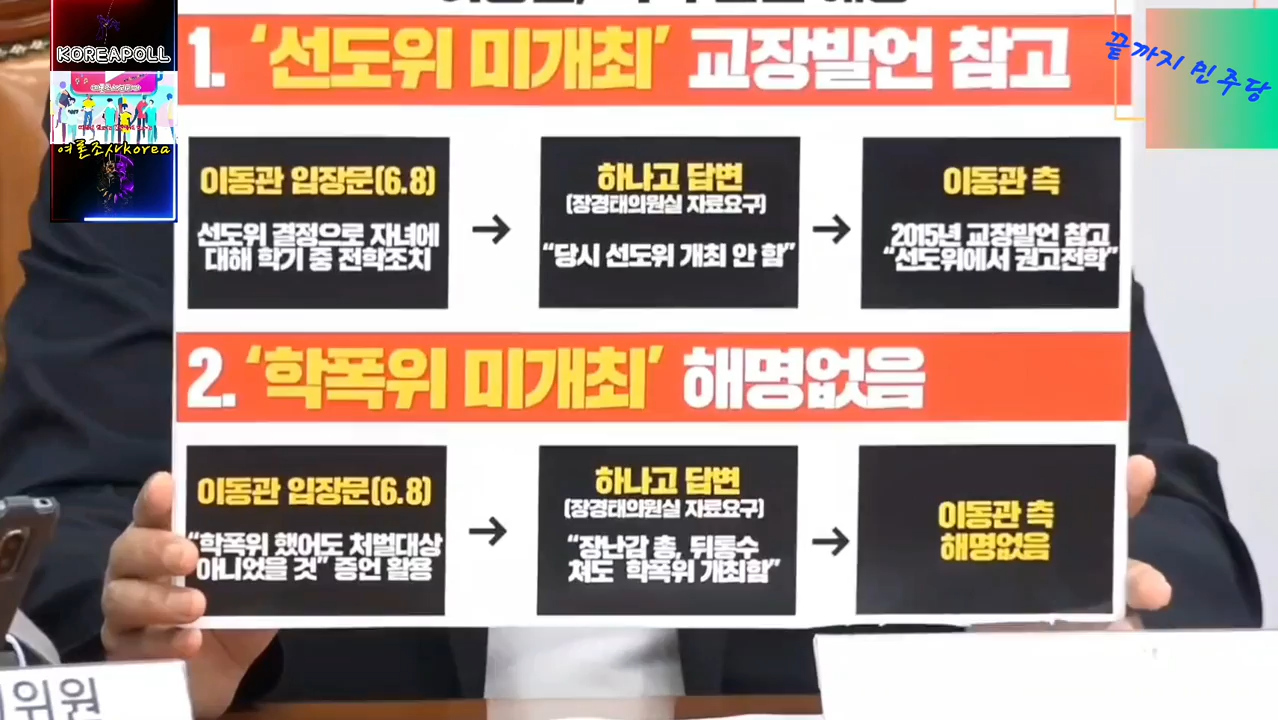 KOREAPOLL
여론조사korea
끝까지 민주당
1. ‘선도위 미개최’ 교장발언 참고
이동관 입장문(6.8)
선도위 결정으로 자녀에
대해 학기 중 전학조치
→
하나고 답변
(장경태의원실 자료요구)
“당시 선도위 개최 안 함”
→
이동관 측
2015년 교장발언 참고
“선도위에서 권고전학”
2. ‘학폭위 미개최’ 해명없음
이동관 입장문(6.8)
“학폭위 했어도 처벌대상
아니었을 것” 증언 활용
→
하나고 답변
(장경태의원실 자료요구)
“장난감 총, 뒤통수
쳐도 학폭위 개최함”
→
이동관 측
해명없음
위원